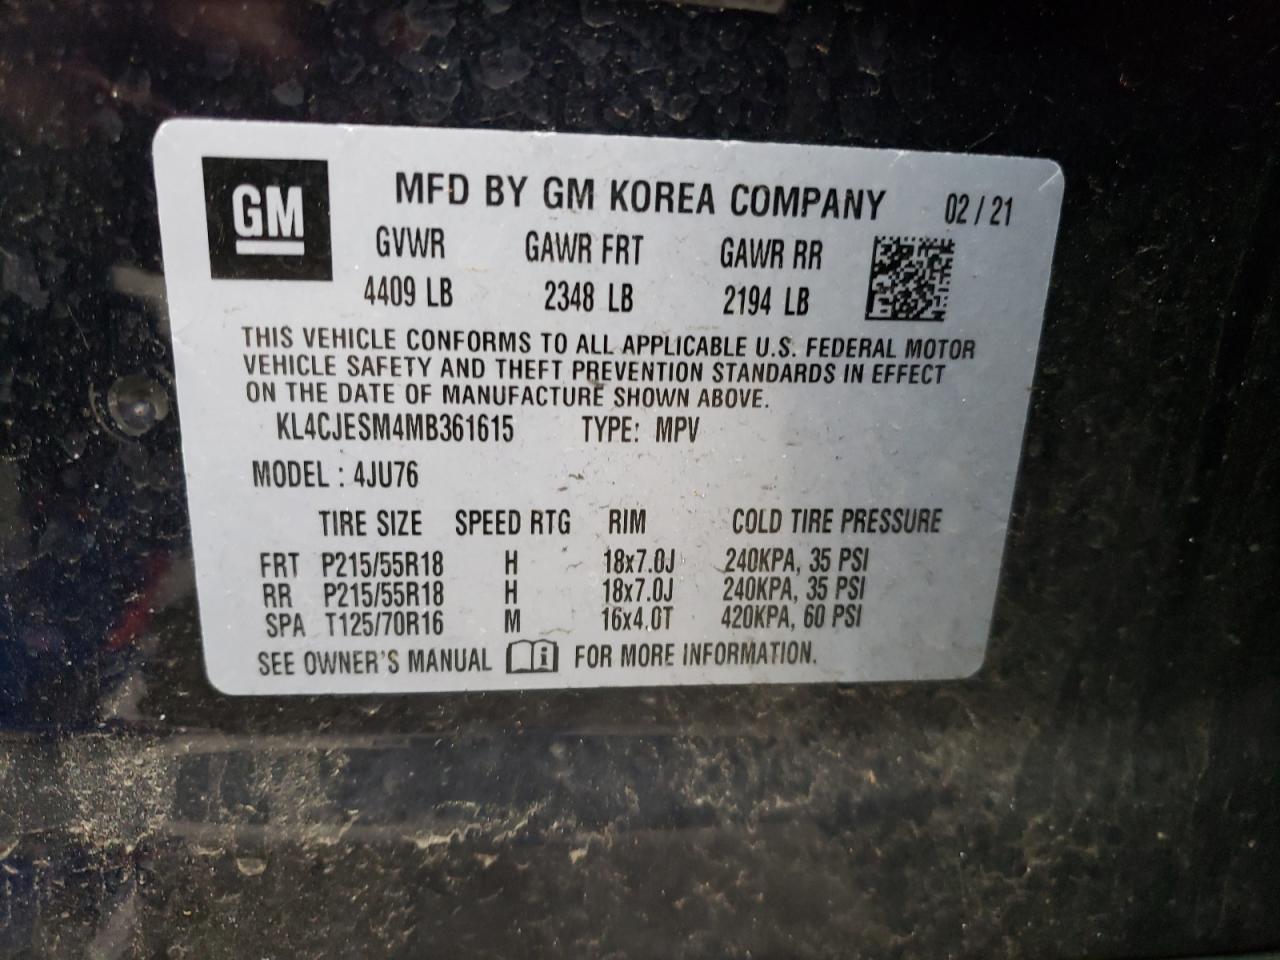 GM MFD BY GM KOREA COMPANY 02/21
GVWR GAWR FRT GAWR RR
4409 LB 2348 LB 2194 LB
THIS VEHICLE CONFORMS TO ALL APPLICABLE U.S. FEDERAL MOTOR
VEHICLE SAFETY AND THEFT PREVENTION STANDARDS IN EFFECT
ON THE DATE OF MANUFACTURE SHOWN ABOVE.
KL4CJESM4MB361615 TYPE: MPV
MODEL : 4JU76
TIRE SIZE SPEED RTG RIM COLD TIRE PRESSURE
FRT P215/55R18 H 18x7.0J 240KPA, 35 PSI
RR P215/55R18 H 18x7.0J 240KPA, 35 PSI
SPA T125/70R16 M 16x4.0T 420KPA, 60 PSI
SEE OWNER'S MANUAL i FOR MORE INFORMATION.